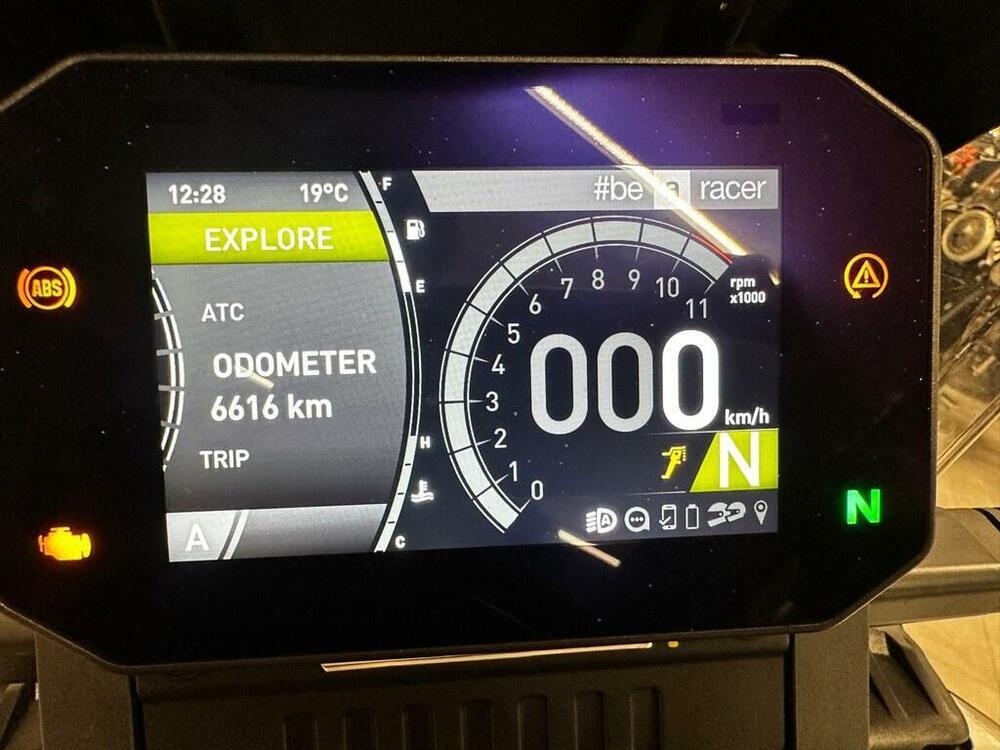 12:28 19°C
F
#be a racer
EXPLORE
E
ABS
ATC
ODOMETER
6616 km
H
TRIP
C
A
rpm
x1000
0 1 2 3 4 5 6 7 8 9 10 11
000
km/h
N
A
N